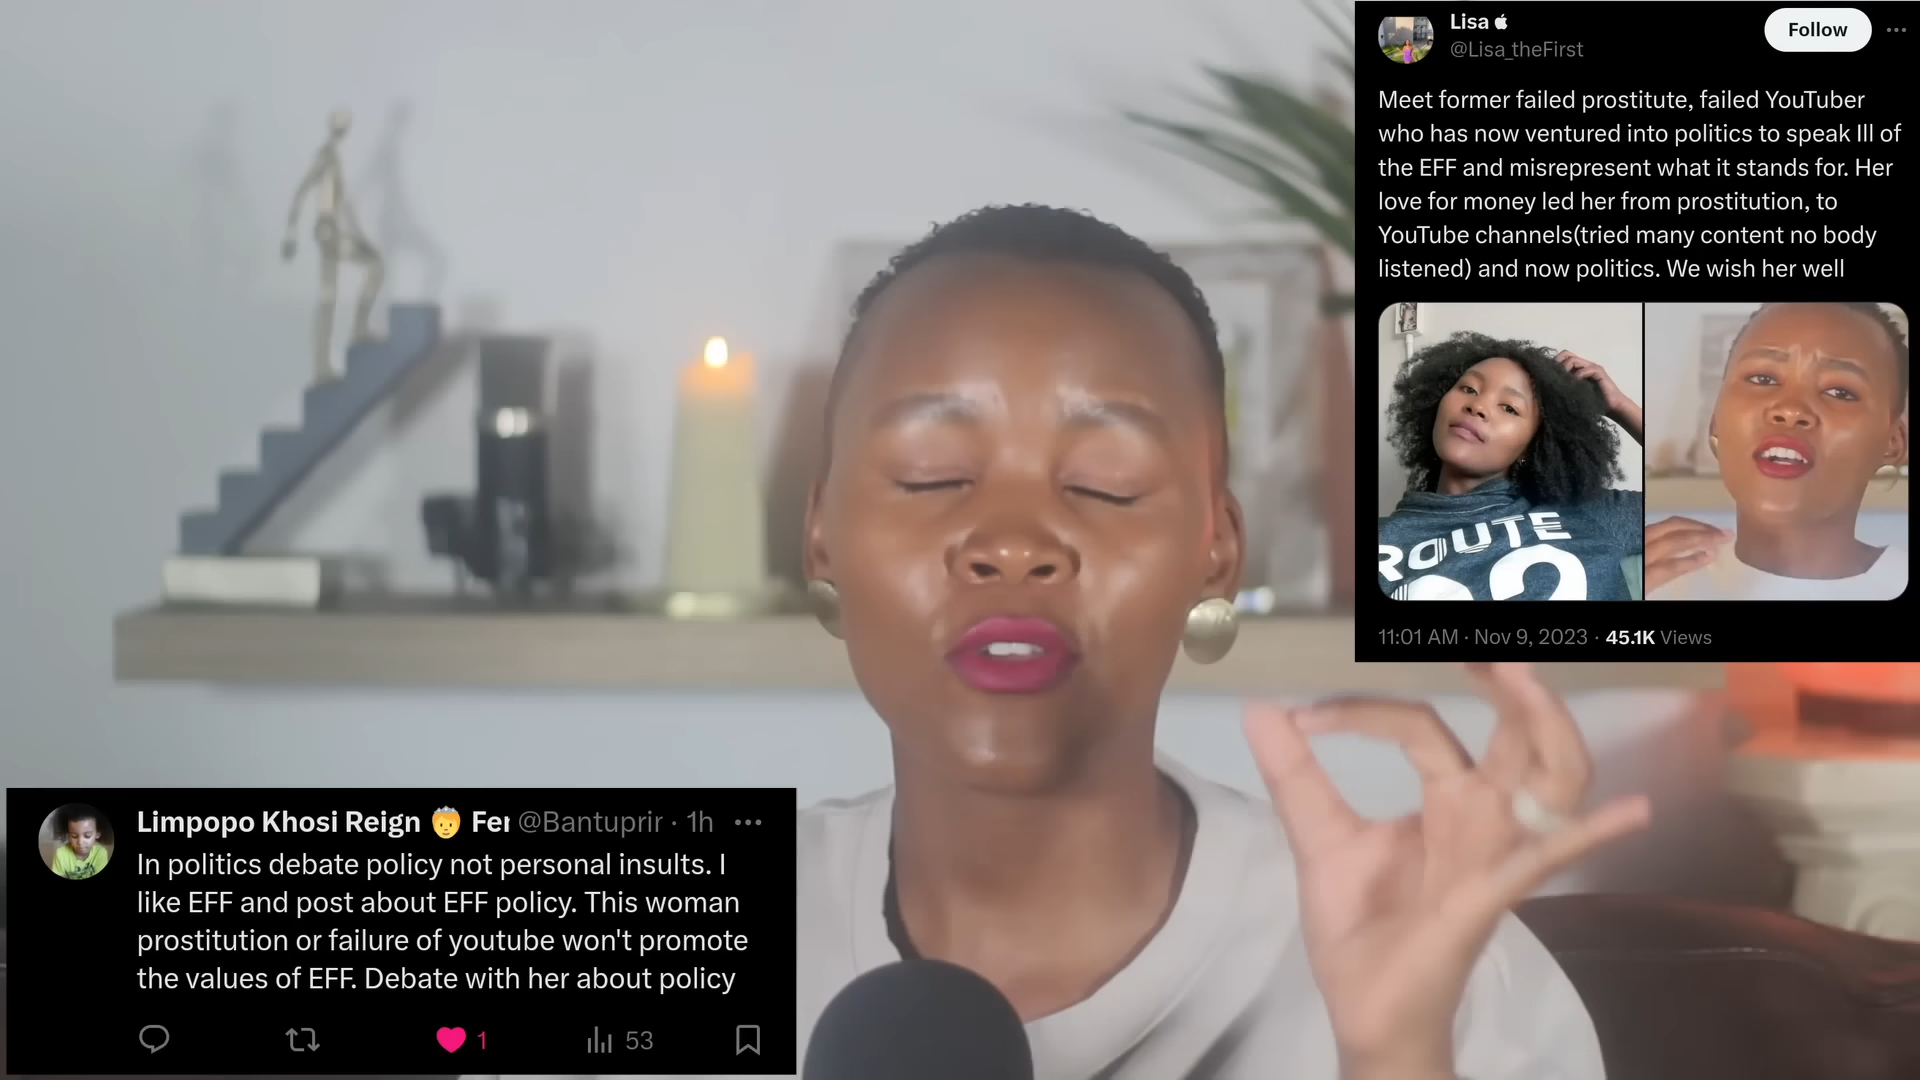 Lisa
@Lisa_theFirst
Follow
Meet former failed prostitute, failed YouTuber
who has now ventured into politics to speak Ill of
the EFF and misrepresent what it stands for. Her
love for money led her from prostitution, to
YouTube channels(tried many content no body
listened) and now politics. We wish her well
ROUTE
11:01 AM · Nov 9, 2023 · 45.1K Views
Limpopo Khosi Reign 🤴 Fer @Bantuprir · 1h
In politics debate policy not personal insults. I
like EFF and post about EFF policy. This woman
prostitution or failure of youtube won't promote
the values of EFF. Debate with her about policy
1
53